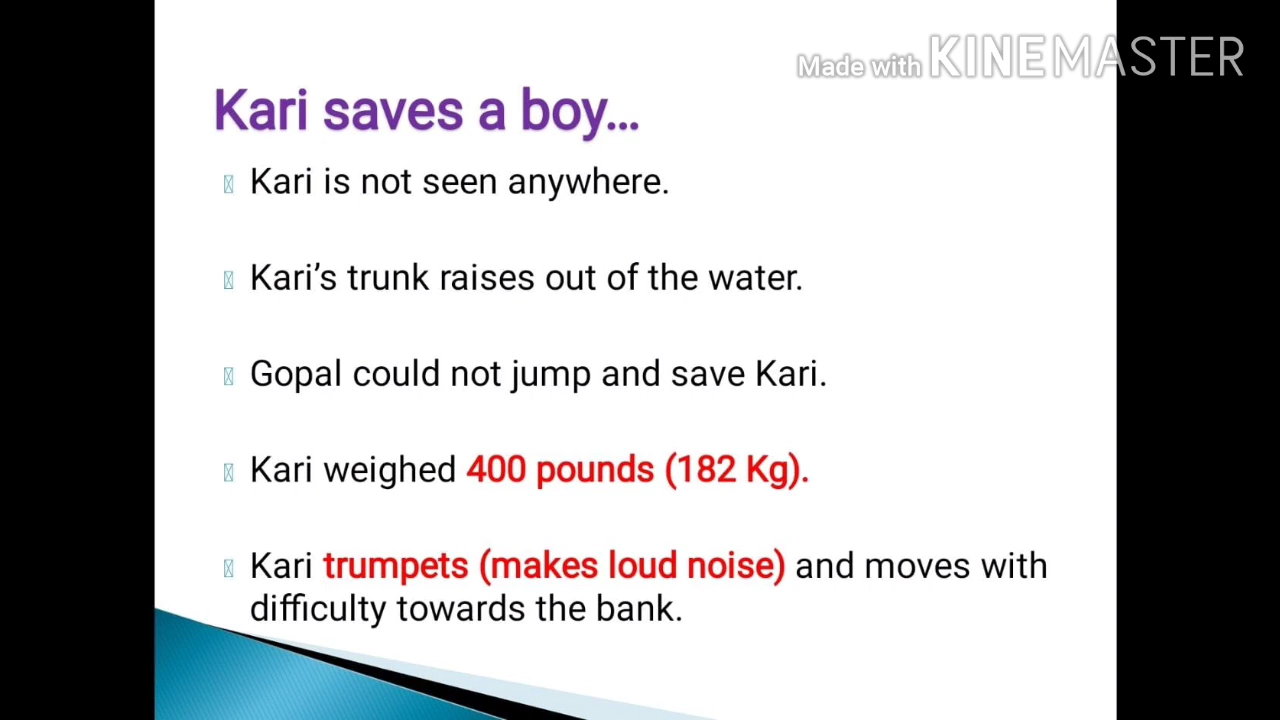 Made with KINEMASTER
Kari saves a boy...
Kari is not seen anywhere.
Kari's trunk raises out of the water.
Gopal could not jump and save Kari.
Kari weighed 400 pounds (182 Kg).
Kari trumpets (makes loud noise) and moves with
difficulty towards the bank.